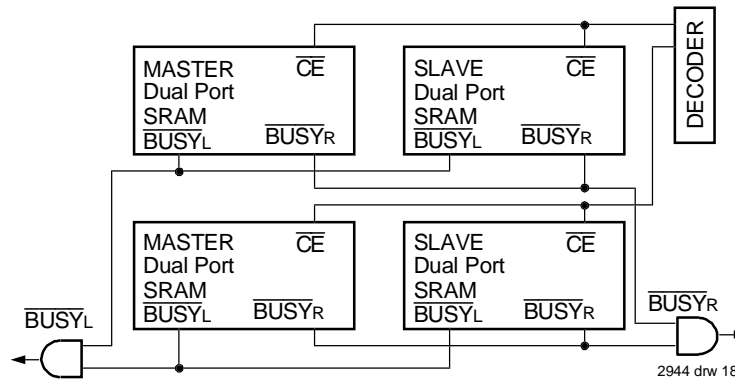 MASTER
Dual Port
SRAM
BUSYL
CE
BUSYR
SLAVE
Dual Port
SRAM
BUSYL
CE
BUSYR
DECODER
MASTER
Dual Port
SRAM
BUSYL
CE
BUSYR
SLAVE
Dual Port
SRAM
BUSYL
CE
BUSYR
BUSYL
BUSYR
2944 drw 18